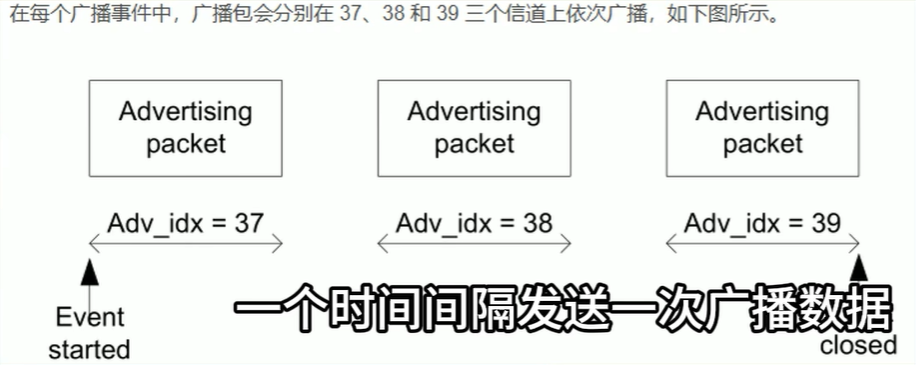 在每个广播事件中，广播包会分别在 37、38 和 39 三个信道上依次广播，如下图所示。
Advertising
packet
Advertising
packet
Advertising
packet
Adv_idx = 37
Adv_idx = 38
Adv_idx = 39
Event
started
一个时间间隔发送一次广播数据
closed